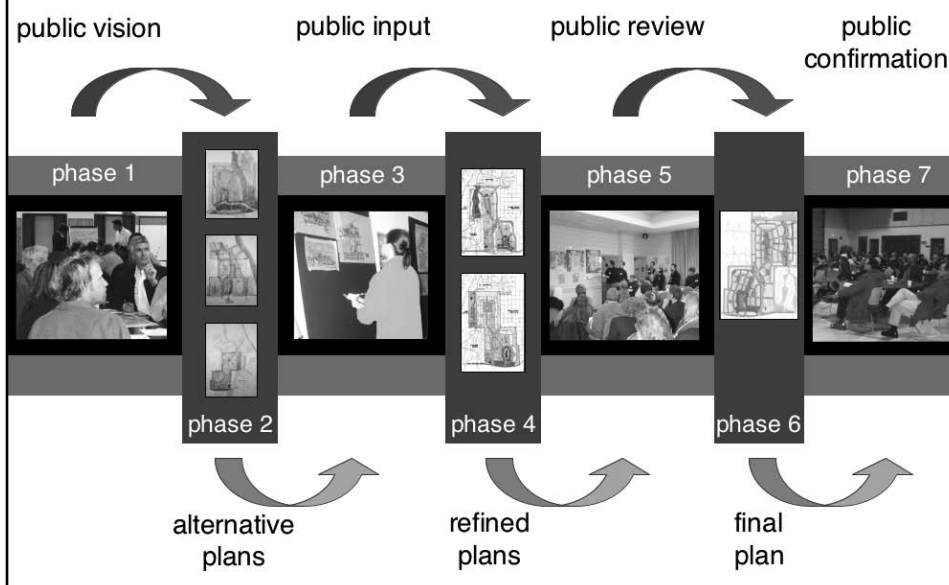 public vision
public input
public review
public
confirmation
phase 1
phase 3
phase 5
phase 7
phase 2
phase 4
phase 6
alternative
plans
refined
plans
final
plan